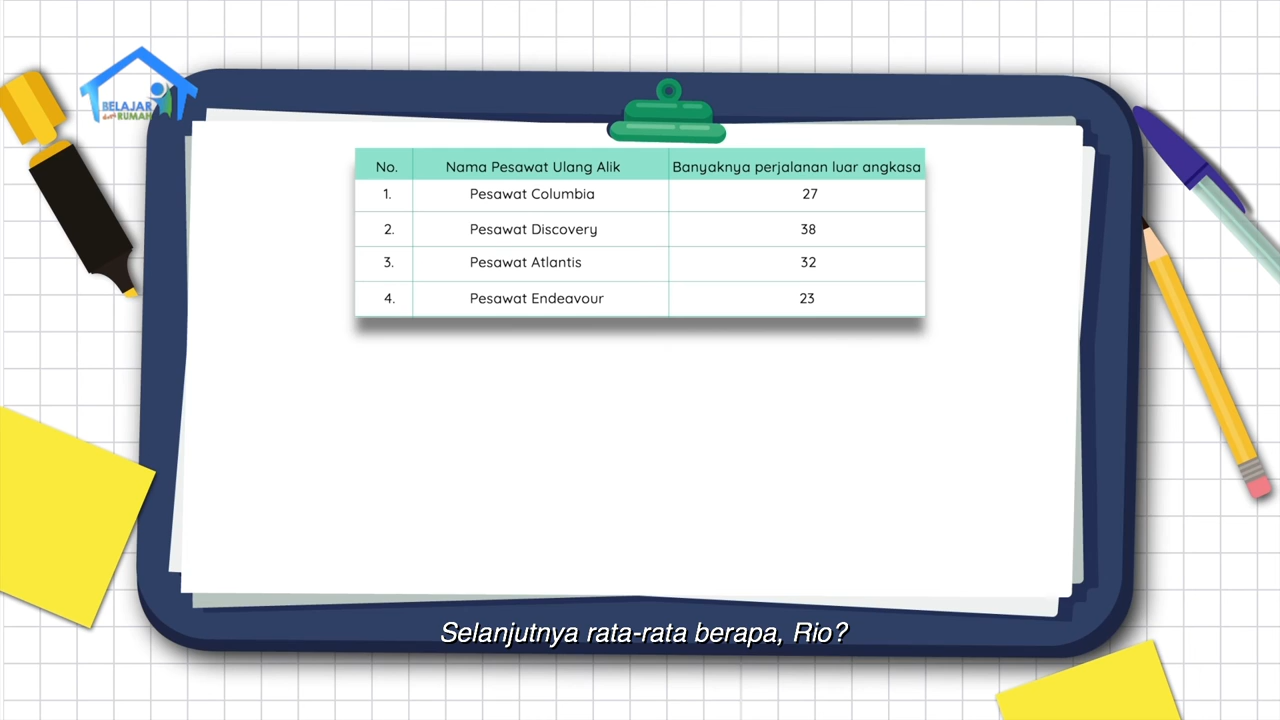 BELAJAR
dari RUMAH
No. Nama Pesawat Ulang Alik Banyaknya perjalanan luar angkasa
1. Pesawat Columbia 27
2. Pesawat Discovery 38
3. Pesawat Atlantis 32
4. Pesawat Endeavour 23
Selanjutnya rata-rata berapa, Rio?